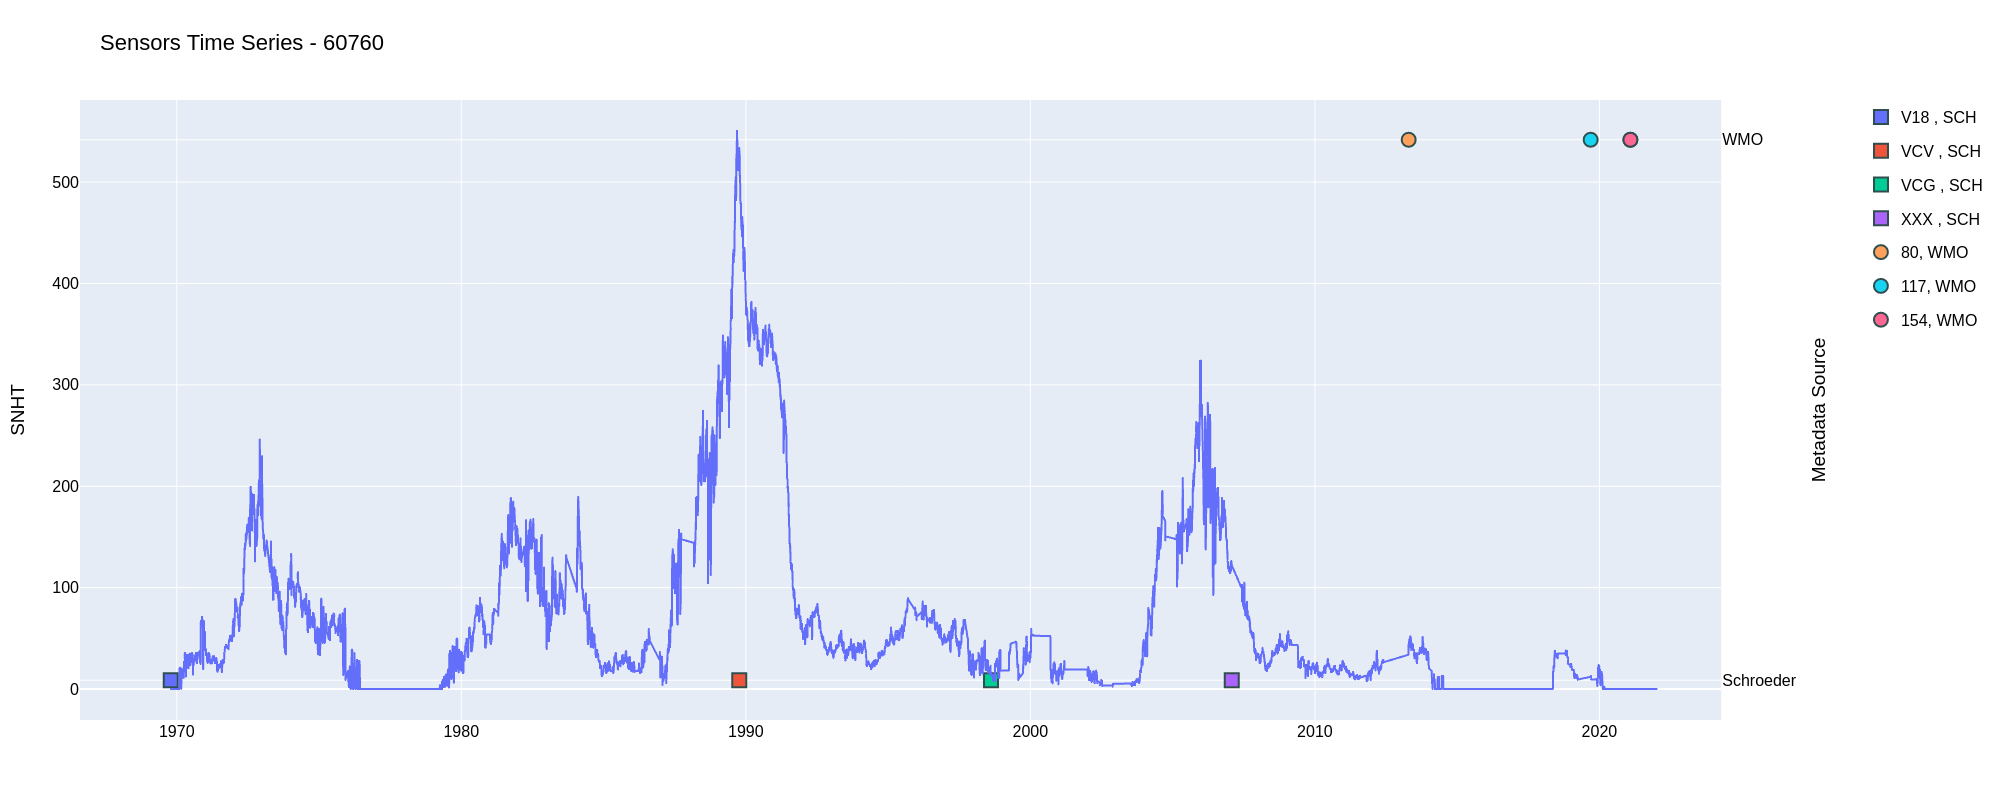 Sensors Time Series - 60760
SNHT
500
400
300
200
100
0
1970
1980
1990
2000
2010
2020
WMO
Schroeder
Metadata Source
V18 , SCH
VCV , SCH
VCG , SCH
XXX , SCH
80, WMO
117, WMO
154, WMO